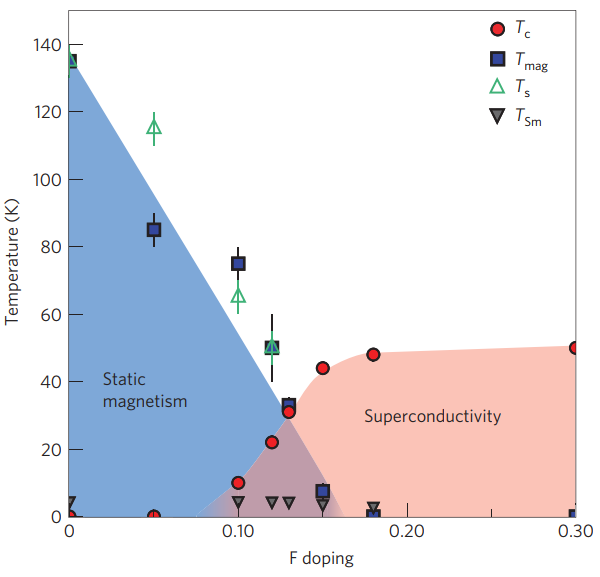 T_c
T_mag
T_s
T_Sm
140
120
100
80
60
40
20
0
Temperature (K)
Static
magnetism
Superconductivity
0 0.10 0.20 0.30
F doping